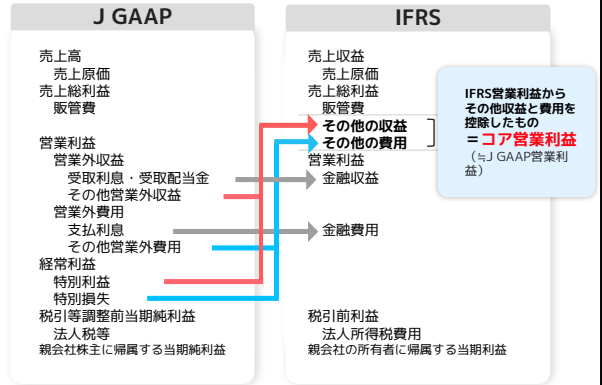 J GAAP
売上高
売上原価
売上総利益
販管費
営業利益
営業外収益
受取利息・受取配当金
その他営業外収益
営業外費用
支払利息
その他営業外費用
経常利益
特別利益
特別損失
税引等調整前当期純利益
法人税等
親会社株主に帰属する当期純利益
IFRS
売上収益
売上原価
売上総利益
販管費
その他の収益
その他の費用
営業利益
金融収益
金融費用
税引前利益
法人所得税費用
親会社の所有者に帰属する当期利益
IFRS営業利益から
その他収益と費用を
控除したもの
＝コア営業利益
（≒J GAAP営業利
益）